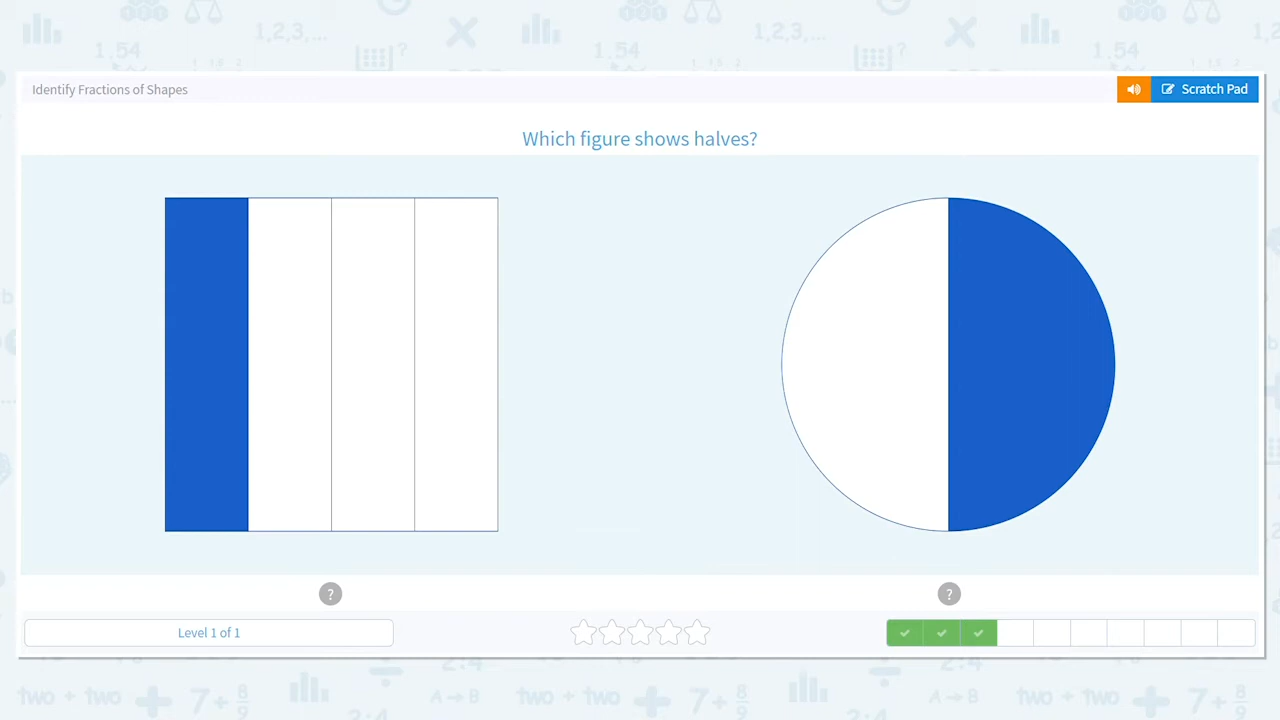 Identify Fractions of Shapes
Scratch Pad
Which figure shows halves?
?
?
Level 1 of 1